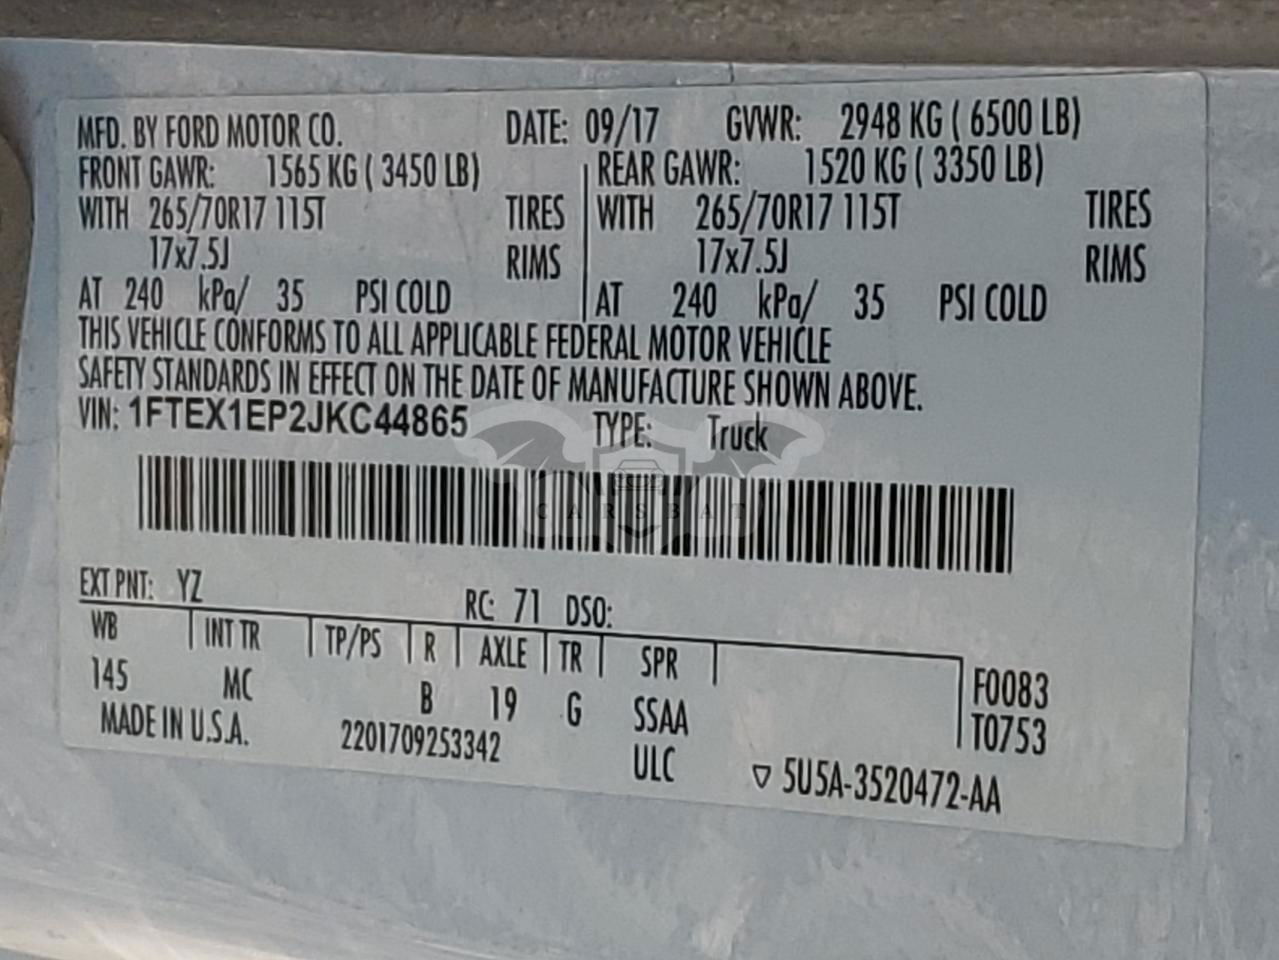 MFD. BY FORD MOTOR CO. DATE: 09/17 GVWR: 2948 KG ( 6500 LB)
FRONT GAWR: 1565 KG ( 3450 LB) REAR GAWR: 1520 KG ( 3350 LB)
WITH 265/70R17 115T TIRES WITH 265/70R17 115T TIRES
17x7.5J RIMS 17x7.5J RIMS
AT 240 kPa/ 35 PSI COLD AT 240 kPa/ 35 PSI COLD
THIS VEHICLE CONFORMS TO ALL APPLICABLE FEDERAL MOTOR VEHICLE
SAFETY STANDARDS IN EFFECT ON THE DATE OF MANUFACTURE SHOWN ABOVE.
VIN: 1FTEX1EP2JKC44865 TYPE: Truck
CARSBAT
EXT PNT: YZ RC: 71 DSO:
WB INT TR TP/PS R AXLE TR SPR F0083
145 MC B 19 G SSAA T0753
MADE IN U.S.A. 2201709253342 ULC ▽ 5U5A-3520472-AA